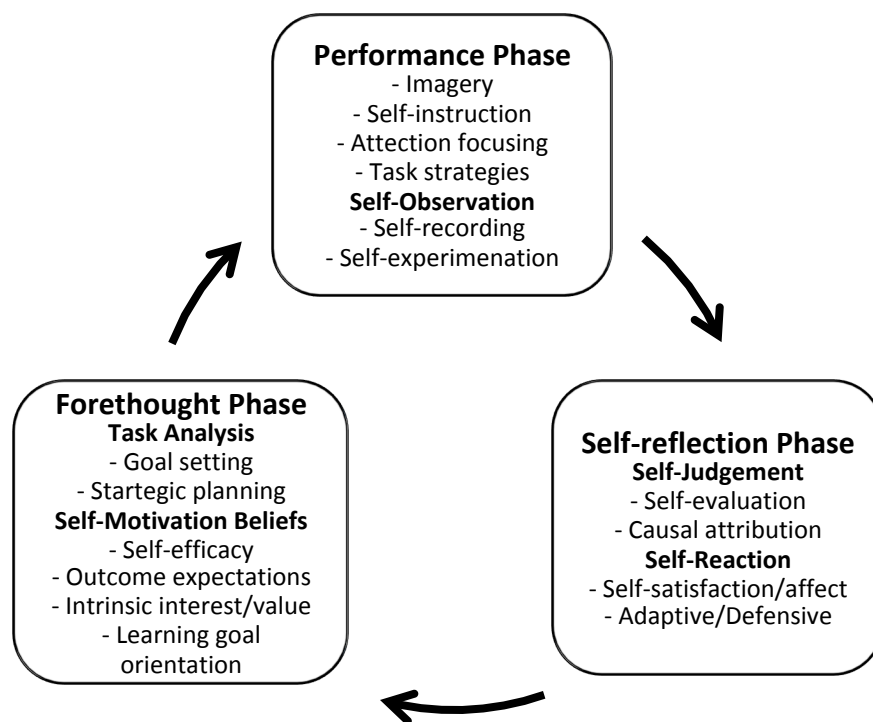 Performance Phase
- Imagery
- Self-instruction
- Attection focusing
- Task strategies
Self-Observation
- Self-recording
- Self-experimenation
Forethought Phase
Task Analysis
- Goal setting
- Startegic planning
Self-Motivation Beliefs
- Self-efficacy
- Outcome expectations
- Intrinsic interest/value
- Learning goal
orientation
Self-reflection Phase
Self-Judgement
- Self-evaluation
- Causal attribution
Self-Reaction
- Self-satisfaction/affect
- Adaptive/Defensive